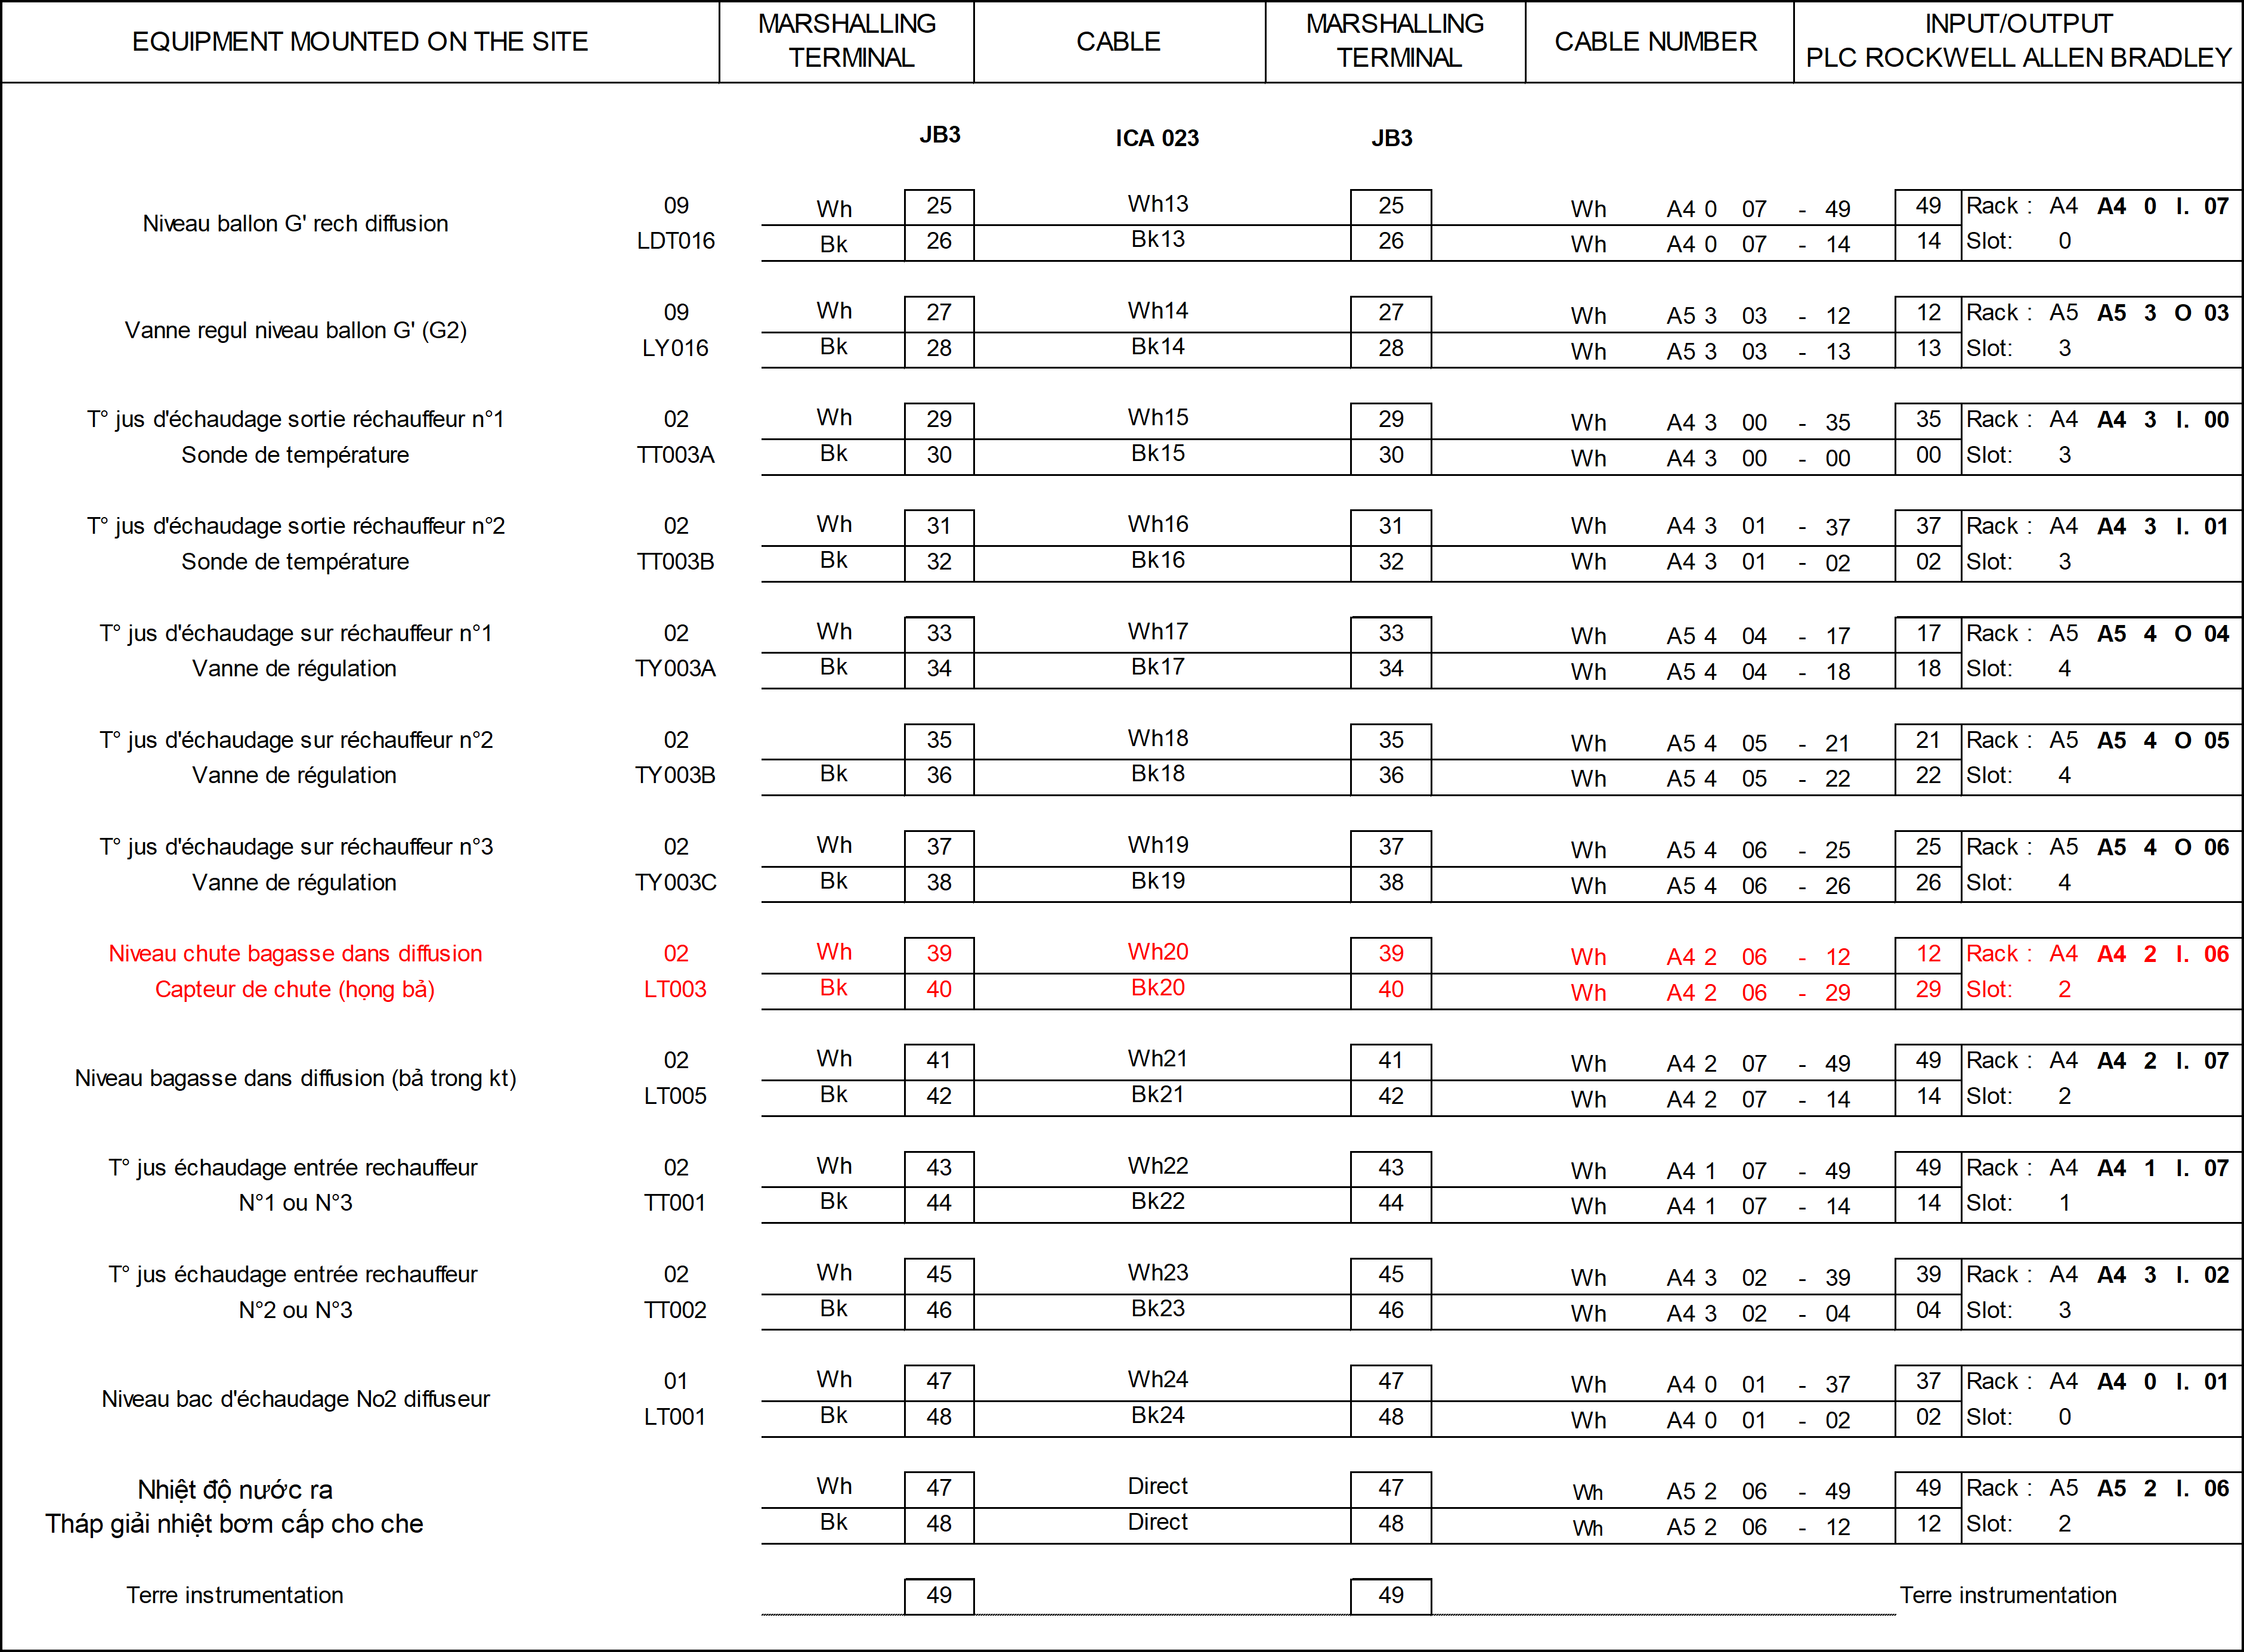 EQUIPMENT MOUNTED ON THE SITE MARSHALLING TERMINAL CABLE MARSHALLING TERMINAL CABLE NUMBER INPUT/OUTPUT PLC ROCKWELL ALLEN BRADLEY
JB3 ICA 023 JB3
Niveau ballon G' rech diffusion
09 Wh 25 Wh13 25 Wh A4 0 07 - 49 49 Rack : A4 A4 0 I. 07
LDT016 Bk 26 Bk13 26 Wh A4 0 07 - 14 14 Slot: 0
Vanne regul niveau ballon G' (G2)
09 Wh 27 Wh14 27 Wh A5 3 03 - 12 12 Rack : A5 A5 3 O 03
LY016 Bk 28 Bk14 28 Wh A5 3 03 - 13 13 Slot: 3
T° jus d'échaudage sortie réchauffeur n°1 02 Wh 29 Wh15 29 Wh A4 3 00 - 35 35 Rack : A4 A4 3 I. 00
Sonde de température TT003A Bk 30 Bk15 30 Wh A4 3 00 - 00 00 Slot: 3
T° jus d'échaudage sortie réchauffeur n°2 02 Wh 31 Wh16 31 Wh A4 3 01 - 37 37 Rack : A4 A4 3 I. 01
Sonde de température TT003B Bk 32 Bk16 32 Wh A4 3 01 - 02 02 Slot: 3
T° jus d'échaudage sur réchauffeur n°1 02 Wh 33 Wh17 33 Wh A5 4 04 - 17 17 Rack : A5 A5 4 O 04
Vanne de régulation TY003A Bk 34 Bk17 34 Wh A5 4 04 - 18 18 Slot: 4
T° jus d'échaudage sur réchauffeur n°2 02 35 Wh18 35 Wh A5 4 05 - 21 21 Rack : A5 A5 4 O 05
Vanne de régulation TY003B Bk 36 Bk18 36 Wh A5 4 05 - 22 22 Slot: 4
T° jus d'échaudage sur réchauffeur n°3 02 Wh 37 Wh19 37 Wh A5 4 06 - 25 25 Rack : A5 A5 4 O 06
Vanne de régulation TY003C Bk 38 Bk19 38 Wh A5 4 06 - 26 26 Slot: 4
Niveau chute bagasse dans diffusion 02 Wh 39 Wh20 39 Wh A4 2 06 - 12 12 Rack : A4 A4 2 I. 06
Capteur de chute (họng bả) LT003 Bk 40 Bk20 40 Wh A4 2 06 - 29 29 Slot: 2
Niveau bagasse dans diffusion (bả trong kt)
02 Wh 41 Wh21 41 Wh A4 2 07 - 49 49 Rack : A4 A4 2 I. 07
LT005 Bk 42 Bk21 42 Wh A4 2 07 - 14 14 Slot: 2
T° jus échaudage entrée rechauffeur 02 Wh 43 Wh22 43 Wh A4 1 07 - 49 49 Rack : A4 A4 1 I. 07
N°1 ou N°3 TT001 Bk 44 Bk22 44 Wh A4 1 07 - 14 14 Slot: 1
T° jus échaudage entrée rechauffeur 02 Wh 45 Wh23 45 Wh A4 3 02 - 39 39 Rack : A4 A4 3 I. 02
N°2 ou N°3 TT002 Bk 46 Bk23 46 Wh A4 3 02 - 04 04 Slot: 3
Niveau bac d'échaudage No2 diffuseur
01 Wh 47 Wh24 47 Wh A4 0 01 - 37 37 Rack : A4 A4 0 I. 01
LT001 Bk 48 Bk24 48 Wh A4 0 01 - 02 02 Slot: 0
Nhiệt độ nước ra Wh 47 Direct 47 Wh A5 2 06 - 49 49 Rack : A5 A5 2 I. 06
Tháp giải nhiệt bơm cấp cho che Bk 48 Direct 48 Wh A5 2 06 - 12 12 Slot: 2
Terre instrumentation 49 49 Terre instrumentation